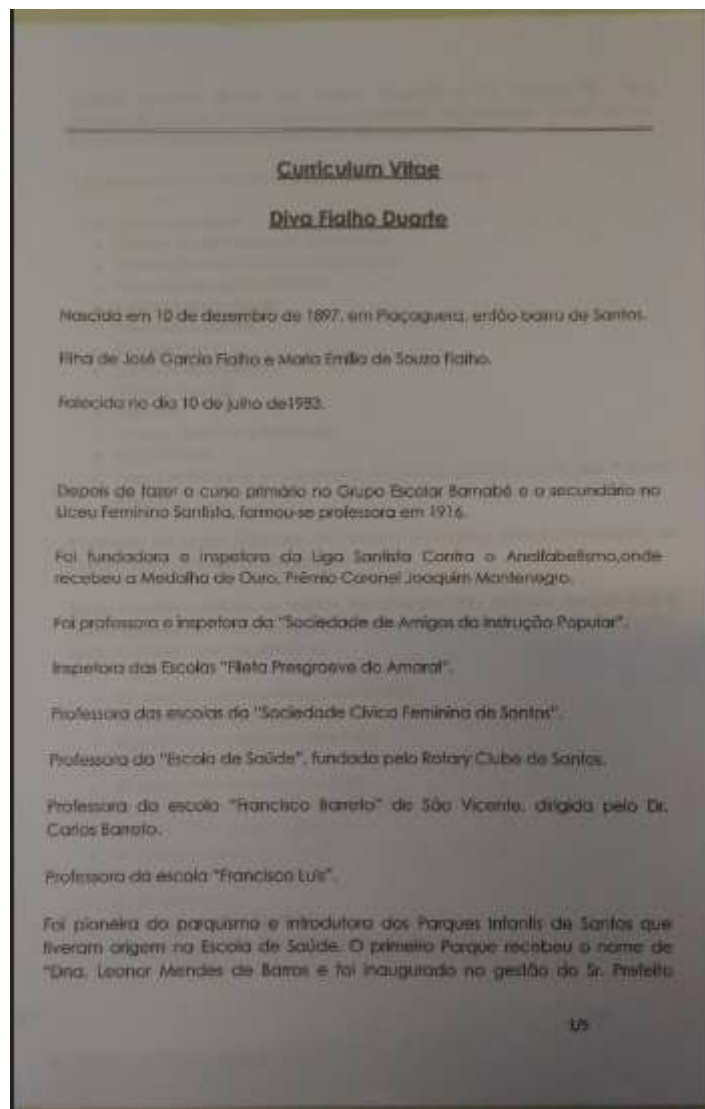 Curriculum Vitae
Diva Fialho Duarte
Nascida em 10 de dezembro de 1897, em Piaçaguera, então bairro de Santos.
Filha de José Garcia Fialho e Maria Emília de Souza Fialho.
Falecida no dia 10 de julho de1983.
Depois de fazer o curso primário no Grupo Escolar Barnabé e o secundário no
Liceu Feminino Santista, formou-se professora em 1916.
Foi fundadora e inspetora da Liga Santista Contra o Analfabetismo,onde
recebeu a Medalha de Ouro, Prêmio Coronel Joaquim Montenegro.
Foi professora e inspetora da "Sociedade de Amigos da Instrução Popular".
Inspetora das Escolas "Fileta Presgraeve do Amaral".
Professora das escolas da "Sociedade Cívica Feminina de Santos".
Professora da "Escola de Saúde", fundada pelo Rotary Clube de Santos.
Professora da escola "Francisco Barreto" de São Vicente, dirigida pelo Dr.
Carlos Barreto.
Professora da escola "Francisco Luís".
Foi pioneira do parquismo e introdutora dos Parques Infantis de Santos que
tiveram origem na Escola de Saúde. O primeiro Parque recebeu o nome de
"Dna. Leonor Mendes de Barros e foi inaugurado na gestão do Sr. Prefeito
1/5